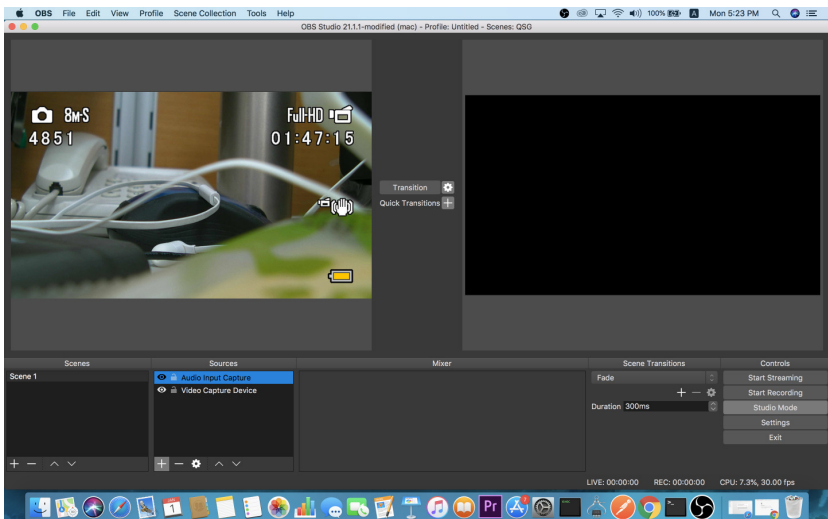 OBS File Edit View Profile Scene Collection Tools Help 100% A Mon 5:23 PM
OBS Studio 21.1.1-modified (mac) - Profile: Untitled - Scenes: QSG
8M·S Full-HD
4851 01:47:15
Transition
Quick Transitions
Scenes Sources Mixer Scene Transitions Controls
Scene 1 Audio Input Capture Fade Start Streaming
Video Capture Device Start Recording
Duration 300ms Studio Mode
Settings
Exit
LIVE: 00:00:00 REC: 00:00:00 CPU: 7.3%, 30.00 fps
Pr